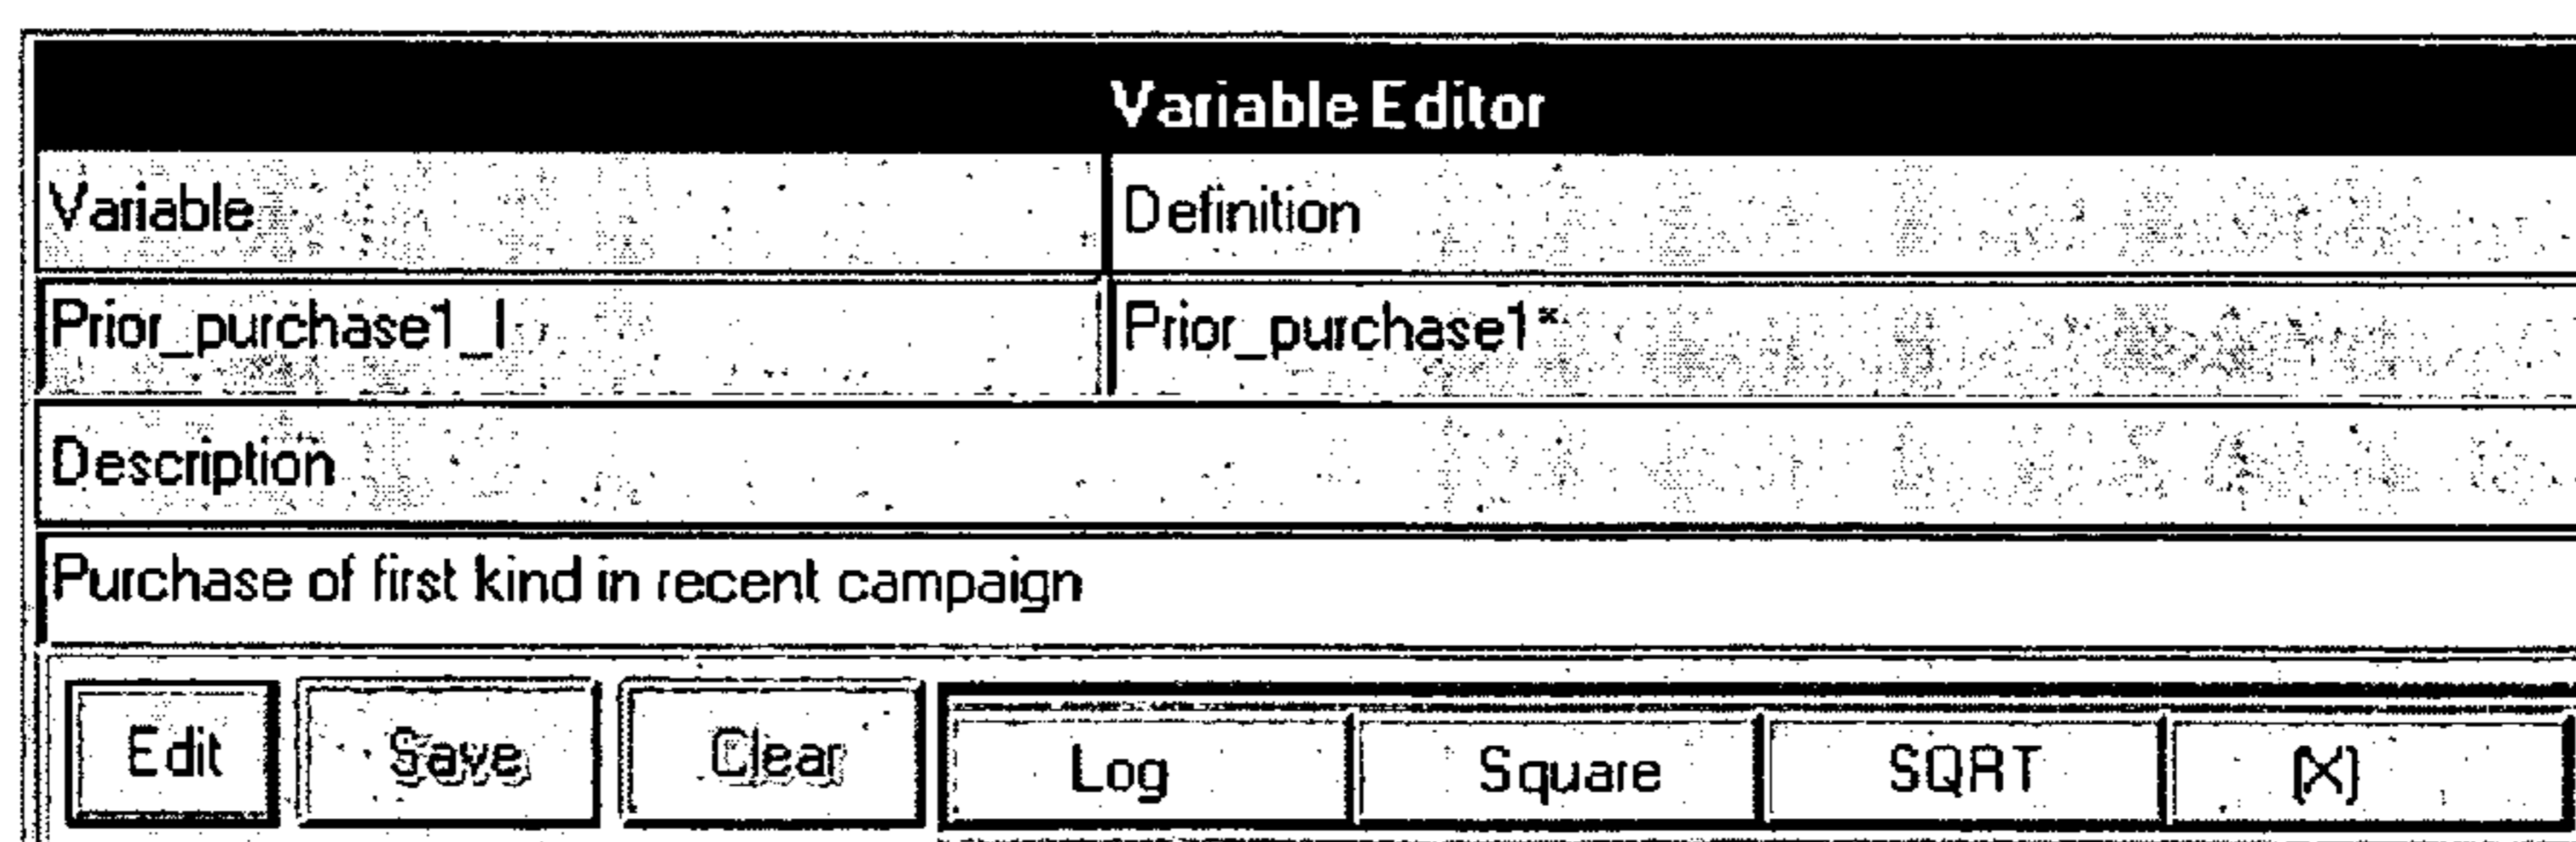 Variable Editor
Variable Definition
Prior_purchase1_I Prior_purchase1*
Description
Purchase of first kind in recent campaign
Edit Save Clear Log Square SQRT (X)